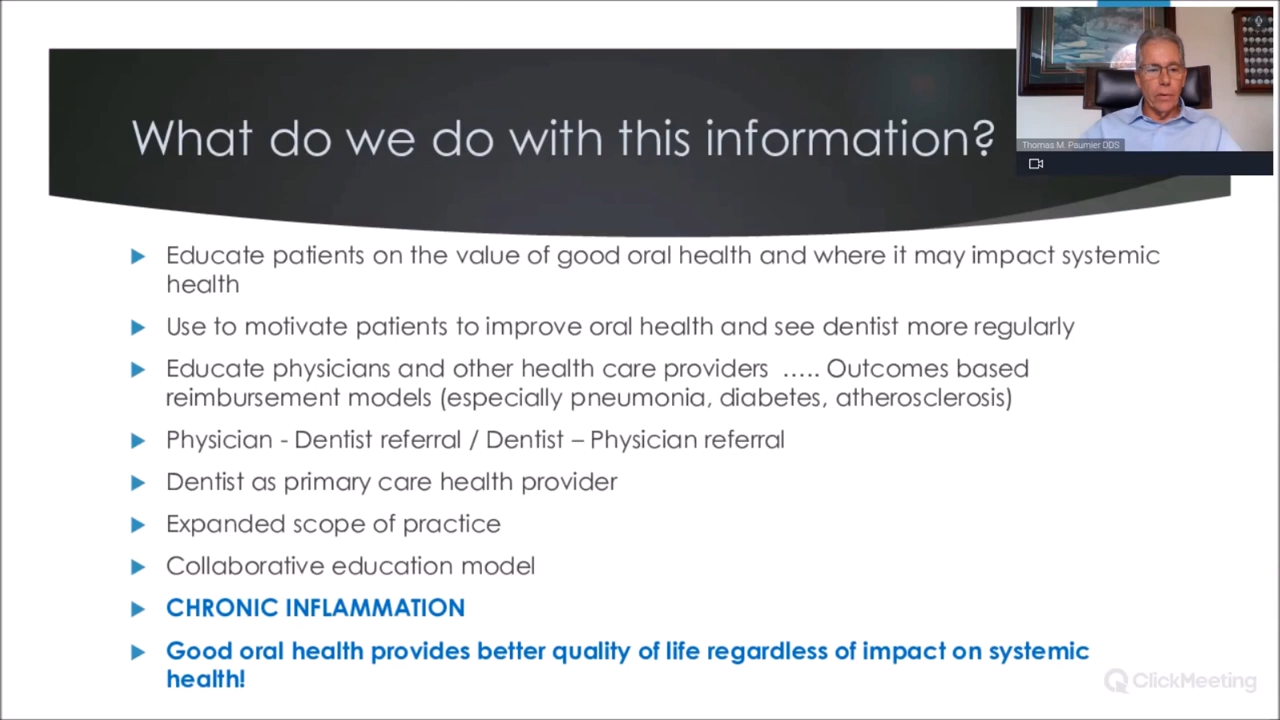 What do we do with this information?
Thomas M. Paumier DDS
Educate patients on the value of good oral health and where it may impact systemic
health
Use to motivate patients to improve oral health and see dentist more regularly
Educate physicians and other health care providers ….. Outcomes based
reimbursement models (especially pneumonia, diabetes, atherosclerosis)
Physician - Dentist referral / Dentist – Physician referral
Dentist as primary care health provider
Expanded scope of practice
Collaborative education model
CHRONIC INFLAMMATION
Good oral health provides better quality of life regardless of impact on systemic
health!
ClickMeeting